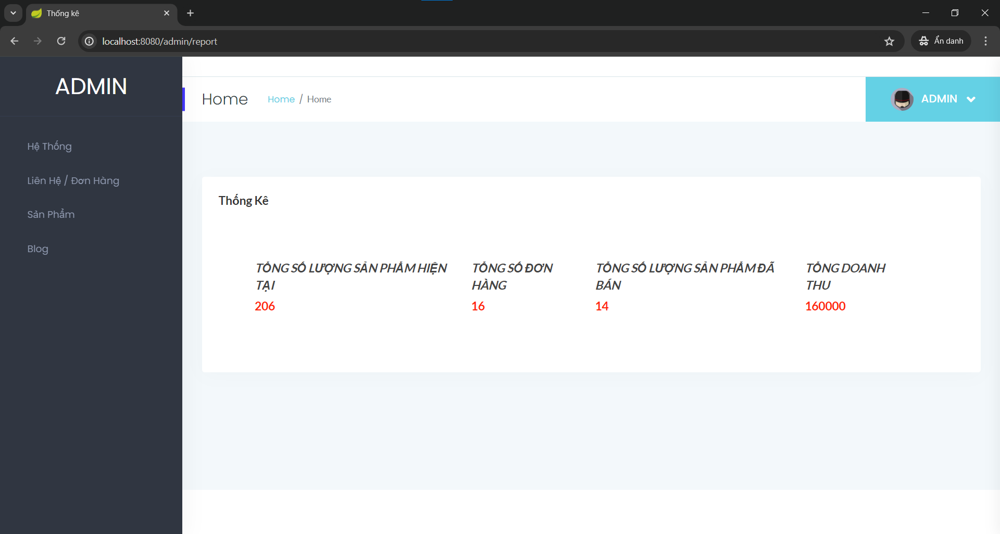 Thống kê
localhost:8080/admin/report
Ẩn danh
ADMIN
Home
Home / Home
ADMIN
Hệ Thống
Liên Hệ / Đơn Hàng
Sản Phẩm
Blog
Thống Kê
TỔNG SỐ LƯỢNG SẢN PHẨM HIỆN
TẠI
206
TỔNG SỐ ĐƠN
HÀNG
16
TỔNG SỐ LƯỢNG SẢN PHẨM ĐÃ
BÁN
14
TỔNG DOANH
THU
160000